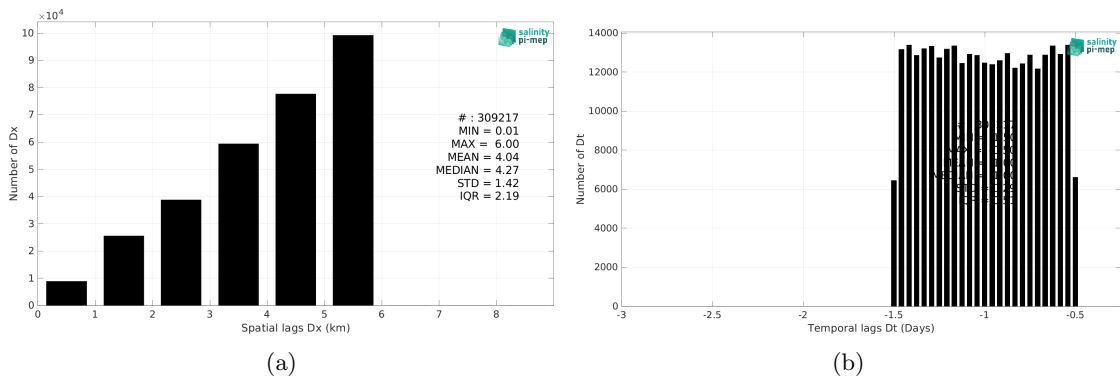 ×10⁴
salinity
pi-mep
10
9
8
7
6
5
4
3
2
1
0
Number of Dx
# : 309217
MIN = 0.01
MAX = 6.00
MEAN = 4.04
MEDIAN = 4.27
STD = 1.42
IQR = 2.19
0 1 2 3 4 5 6 7 8
Spatial lags Dx (km)
(a)
salinity
pi-mep
14000
12000
10000
8000
6000
4000
2000
0
Number of Dt
-3 -2.5 -2 -1.5 -1 -0.5
Temporal lags Dt (Days)
(b)